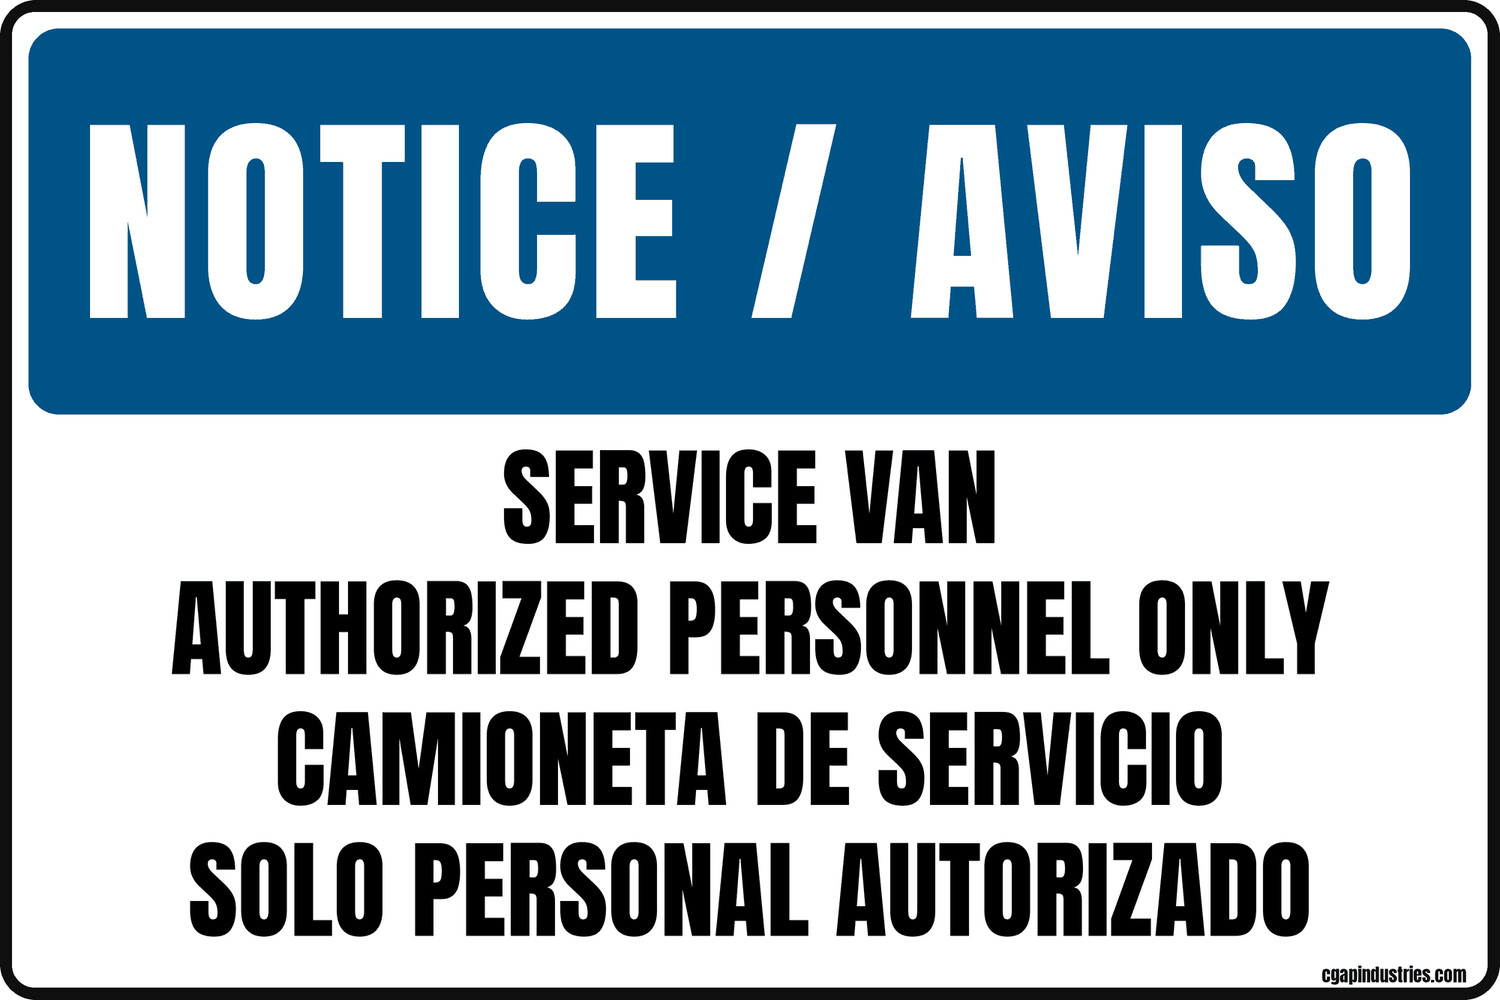 NOTICE / AVISO
SERVICE VAN
AUTHORIZED PERSONNEL ONLY
CAMIONETA DE SERVICIO
SOLO PERSONAL AUTORIZADO
cgapindustries.com